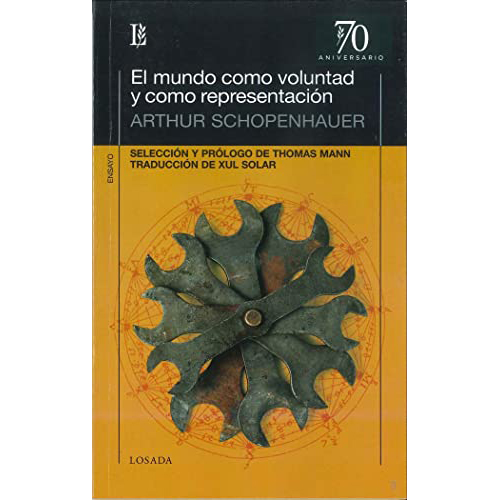 70
ANIVERSARIO
El mundo como voluntad
y como representación
ARTHUR SCHOPENHAUER
ENSAYO
SELECCIÓN Y PRÓLOGO DE THOMAS MANN
TRADUCCIÓN DE XUL SOLAR
LOSADA